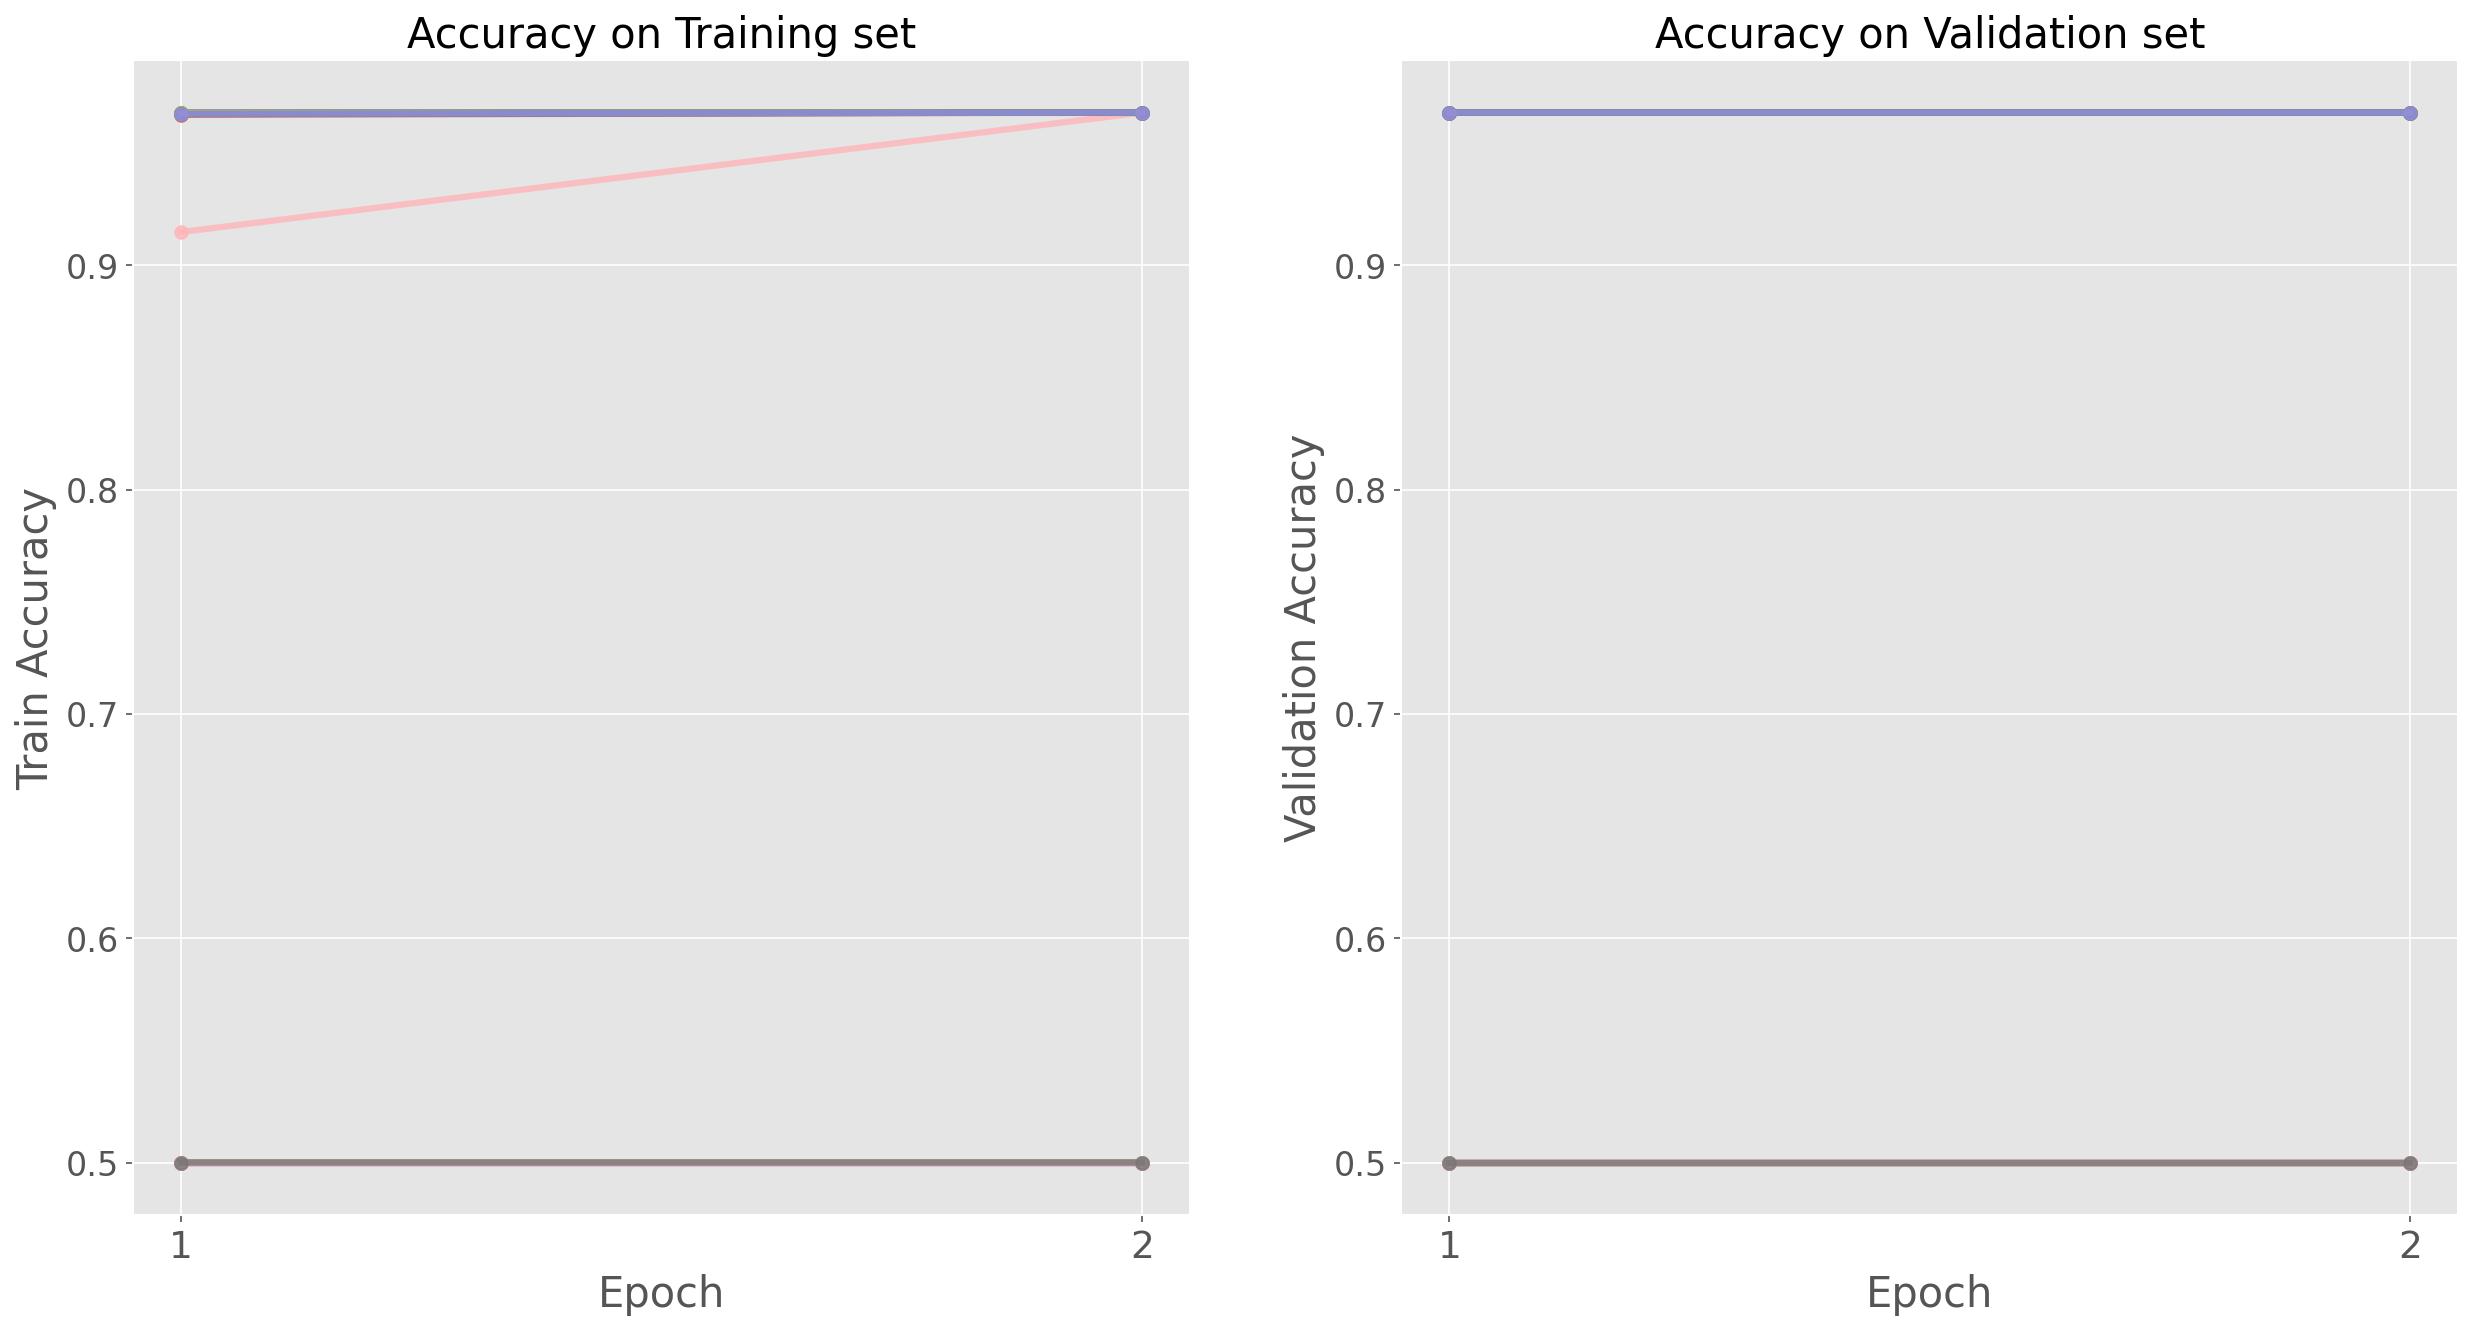 Accuracy on Training set
Train Accuracy
0.9
0.8
0.7
0.6
0.5
1 2
Epoch
Accuracy on Validation set
Validation Accuracy
0.9
0.8
0.7
0.6
0.5
1 2
Epoch